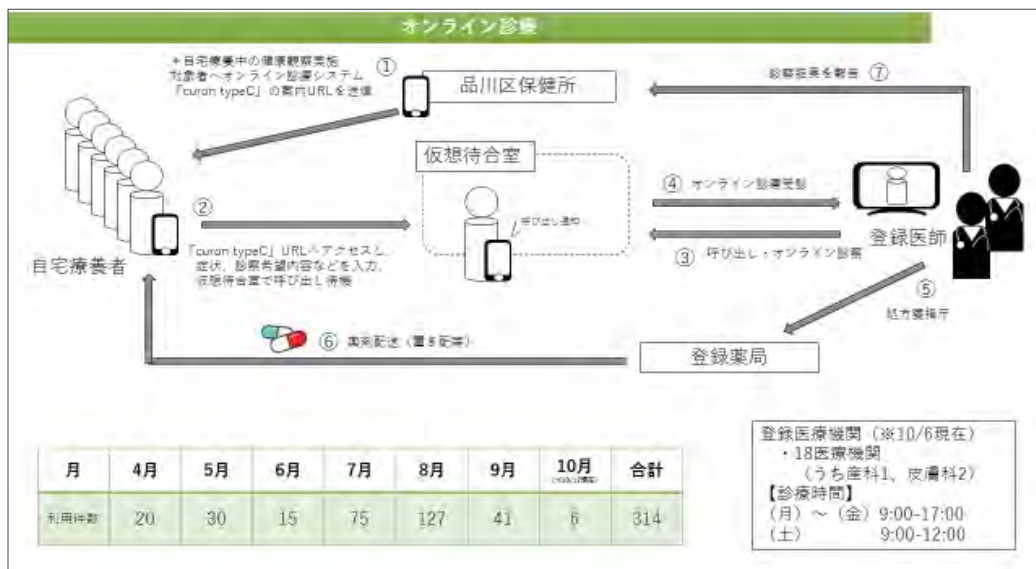 オンライン診療
＊自宅療養中の健康観察実施
対象者へオンライン診療システム
「curon typeC」の案内URLを送信
①
品川区保健所
診察結果を報告 ⑦
仮想待合室
呼び出し通知
②
「curon typeC」URLへアクセスし、
症状、診察希望内容などを入力、
仮想待合室で呼び出し待機
自宅療養者
④ オンライン診療受診
③ 呼び出し・オンライン診察
登録医師
⑤
処方箋指示
⑥ 薬剤配送（置き配等）
登録薬局
月 4月 5月 6月 7月 8月 9月 10月 合計
利用件数 20 30 15 75 127 41 6 314
登録医療機関（※10/6現在）
・18医療機関
（うち産科1、皮膚科2）
【診療時間】
（月）～（金）9:00-17:00
（土） 9:00-12:00